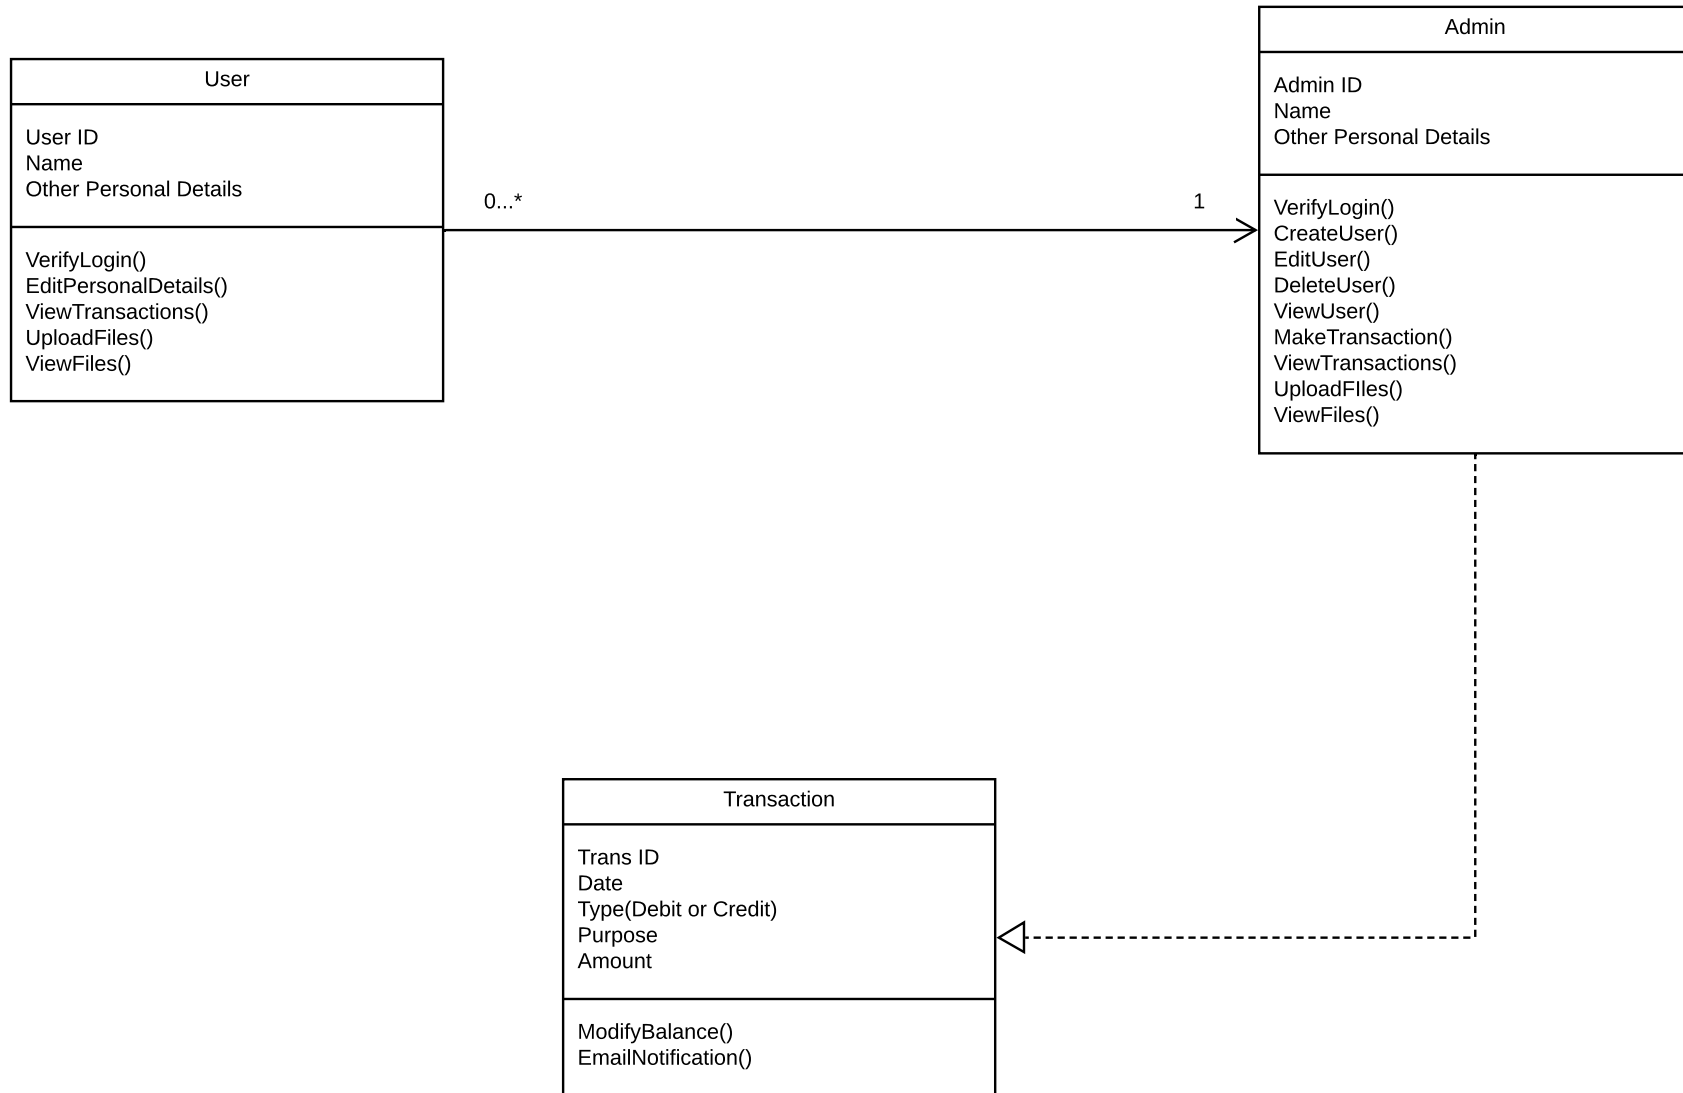 User
User ID
Name
Other Personal Details
VerifyLogin()
EditPersonalDetails()
ViewTransactions()
UploadFiles()
ViewFiles()
0...*
1
Admin
Admin ID
Name
Other Personal Details
VerifyLogin()
CreateUser()
EditUser()
DeleteUser()
ViewUser()
MakeTransaction()
ViewTransactions()
UploadFIles()
ViewFiles()
Transaction
Trans ID
Date
Type(Debit or Credit)
Purpose
Amount
ModifyBalance()
EmailNotification()